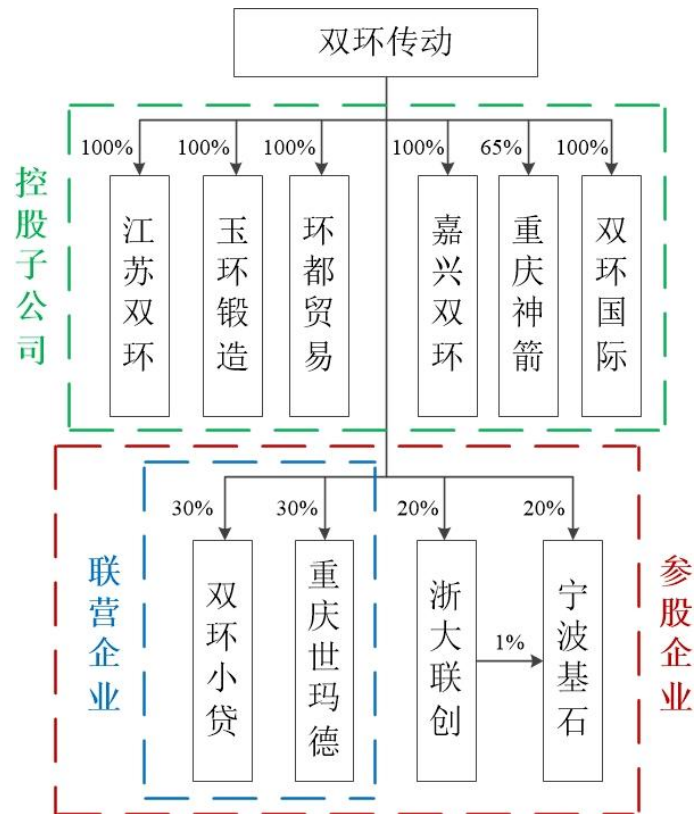 双环传动
100%
100%
100%
100%
65%
100%
控股子公司
江苏双环
玉环锻造
环都贸易
嘉兴双环
重庆神箭
双环国际
30%
30%
20%
20%
联营企业
双环小贷
重庆世玛德
浙大联创
1%
宁波基石
参股企业